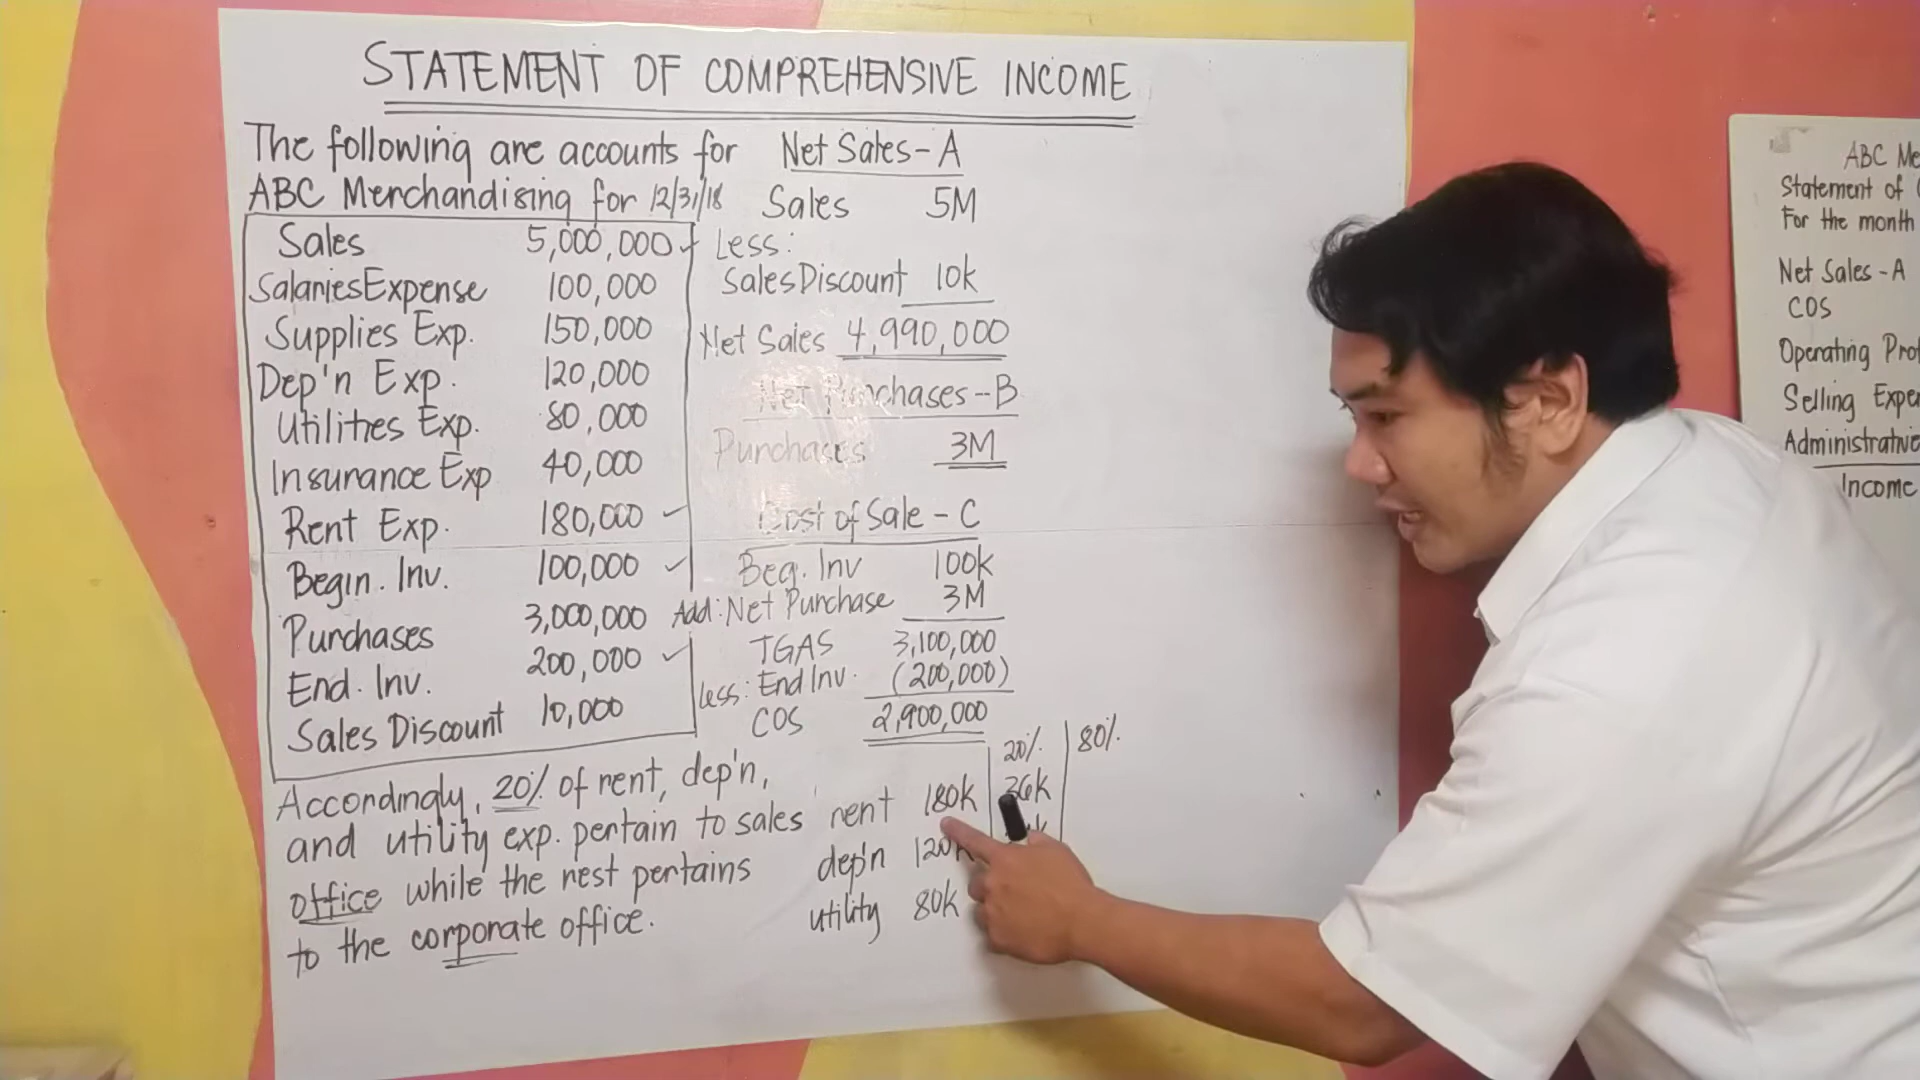 STATEMENT OF COMPREHENSIVE INCOME
The following are accounts for
ABC Merchandising for 12/31/18
Sales 5,000,000
Salaries Expense 100,000
Supplies Exp. 150,000
Dep'n Exp. 120,000
Utilities Exp. 80,000
Insurance Exp 40,000
Rent Exp. 180,000
Begin. Inv. 100,000
Purchases 3,000,000
End. Inv. 200,000
Sales Discount 10,000
Accordingly, 20% of rent, dep'n,
and utility exp. pertain to sales
office while the rest pertains
to the corporate office.
Net Sales - A
Sales 5M
Less:
Sales Discount 10k
Net Sales 4,990,000
Net Purchases - B
Purchases 3M
Cost of Sale - C
Beg. Inv 100k
Add: Net Purchase 3M
TGAS 3,100,000
Less: End Inv. (200,000)
COS 2,900,000
20% 80%
rent 180k 36k
dep'n 120k
utility 80k
ABC
Statement of
For the month
Net Sales - A
COS
Operating
Selling
Income